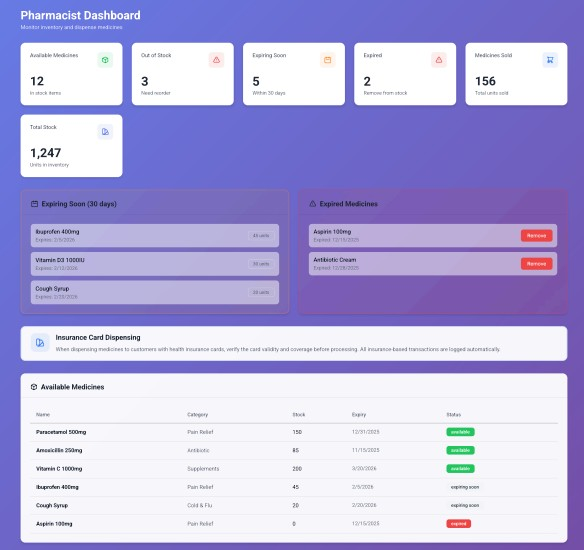 Pharmacist Dashboard
Monitor inventory and dispense medicines
Available Medicines
12
In stock items
Out of Stock
3
Need reorder
Expiring Soon
5
Within 30 days
Expired
2
Remove from stock
Medicines Sold
156
Total units sold
Total Stock
1,247
Units in inventory
Expiring Soon (30 days)
Ibuprofen 400mg
Expires: 2/5/2026
45 units
Vitamin D3 1000IU
Expires: 2/12/2026
30 units
Cough Syrup
Expires: 2/20/2026
20 units
Expired Medicines
Aspirin 100mg
Expired: 12/15/2025
Remove
Antibiotic Cream
Expired: 12/28/2025
Remove
Insurance Card Dispensing
When dispensing medicines to customers with health insurance cards, verify the card validity and coverage before processing. All insurance-based transactions are logged automatically.
Available Medicines
Name Category Stock Expiry Status
Paracetamol 500mg Pain Relief 150 12/31/2025 available
Amoxicillin 250mg Antibiotic 85 11/15/2025 available
Vitamin C 1000mg Supplements 200 3/20/2026 available
Ibuprofen 400mg Pain Relief 45 2/5/2026 expiring soon
Cough Syrup Cold & Flu 20 2/20/2026 expiring soon
Aspirin 100mg Pain Relief 0 12/15/2025 expired